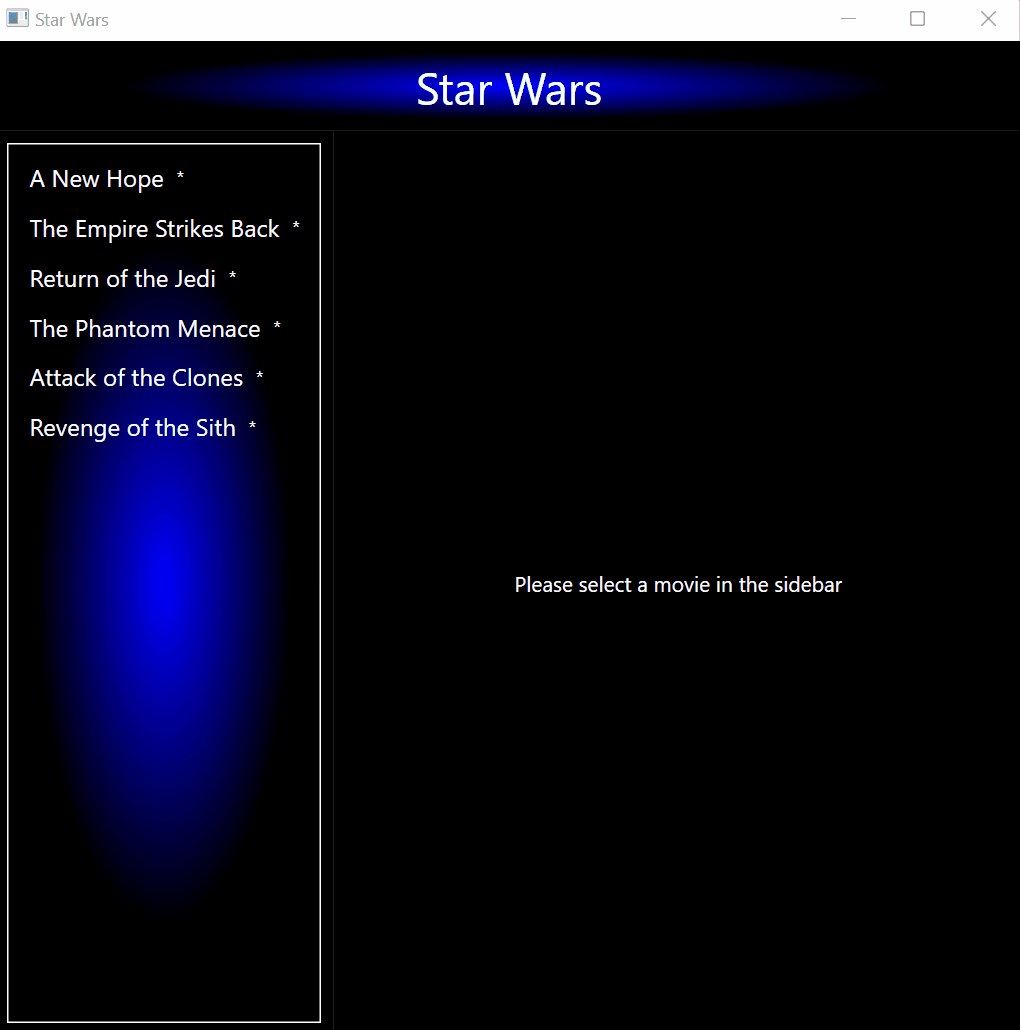 Star Wars
Star Wars
A New Hope *
The Empire Strikes Back *
Return of the Jedi *
The Phantom Menace *
Attack of the Clones *
Revenge of the Sith *
Please select a movie in the sidebar